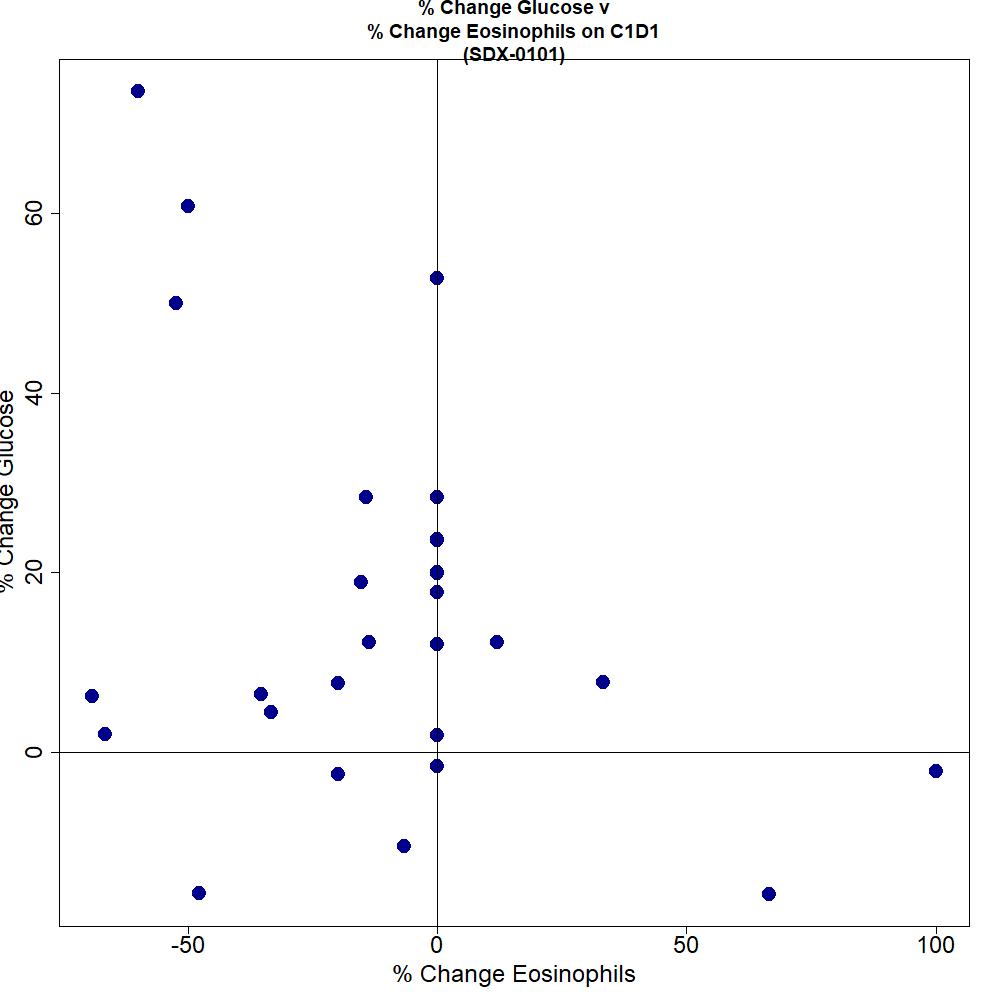 % Change Glucose v
% Change Eosinophils on C1D1
(SDX-0101)
% Change Glucose
60
40
20
0
-50
0
50
100
% Change Eosinophils